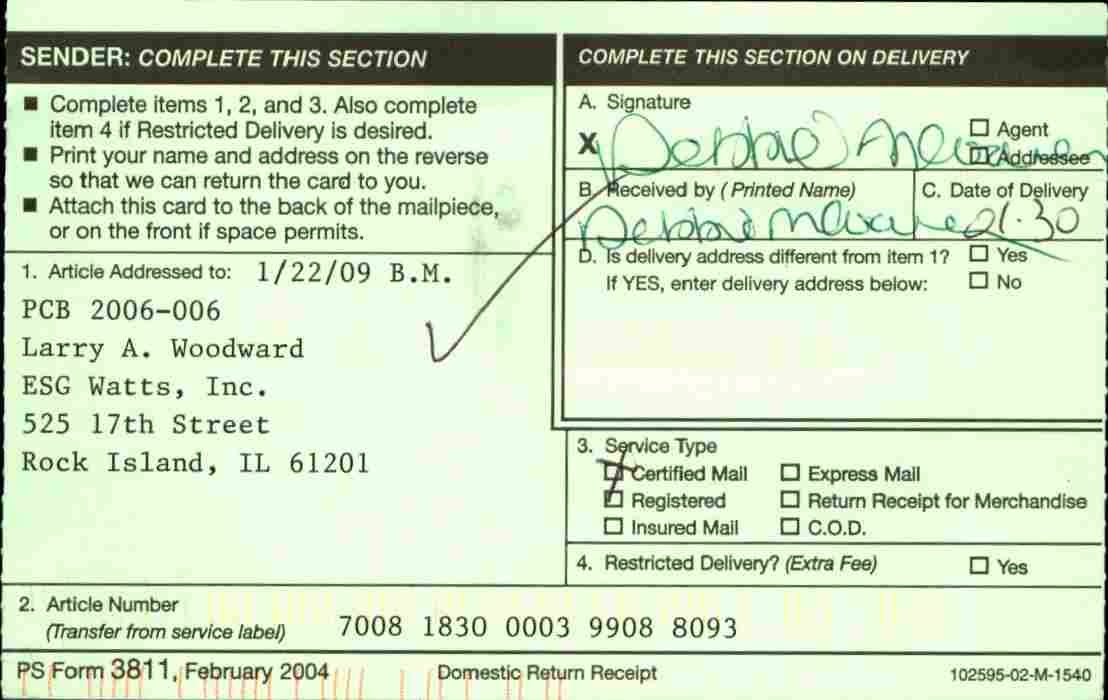 SENDER: COMPLETE THIS SECTION
■ Complete items 1, 2, and 3. Also complete
item 4 if Restricted Delivery is desired.
■ Print your name and address on the reverse
so that we can return the card to you.
■ Attach this card to the back of the mailpiece,
or on the front if space permits.
1. Article Addressed to: 1/22/09 B.M.
PCB 2006-006
Larry A. Woodward
ESG Watts, Inc.
525 17th Street
Rock Island, IL 61201
COMPLETE THIS SECTION ON DELIVERY
A. Signature
X Debbie
☐ Agent
☐ Addressee
B. Received by (Printed Name)
C. Date of Delivery
Debbie
D. Is delivery address different from item 1? ☐ Yes
If YES, enter delivery address below: ☐ No
3. Service Type
☐ Certified Mail ☐ Express Mail
☐ Registered ☐ Return Receipt for Merchandise
☐ Insured Mail ☐ C.O.D.
4. Restricted Delivery? (Extra Fee) ☐ Yes
2. Article Number
(Transfer from service label) 7008 1830 0003 9908 8093
PS Form 3811, February 2004 Domestic Return Receipt 102595-02-M-1540